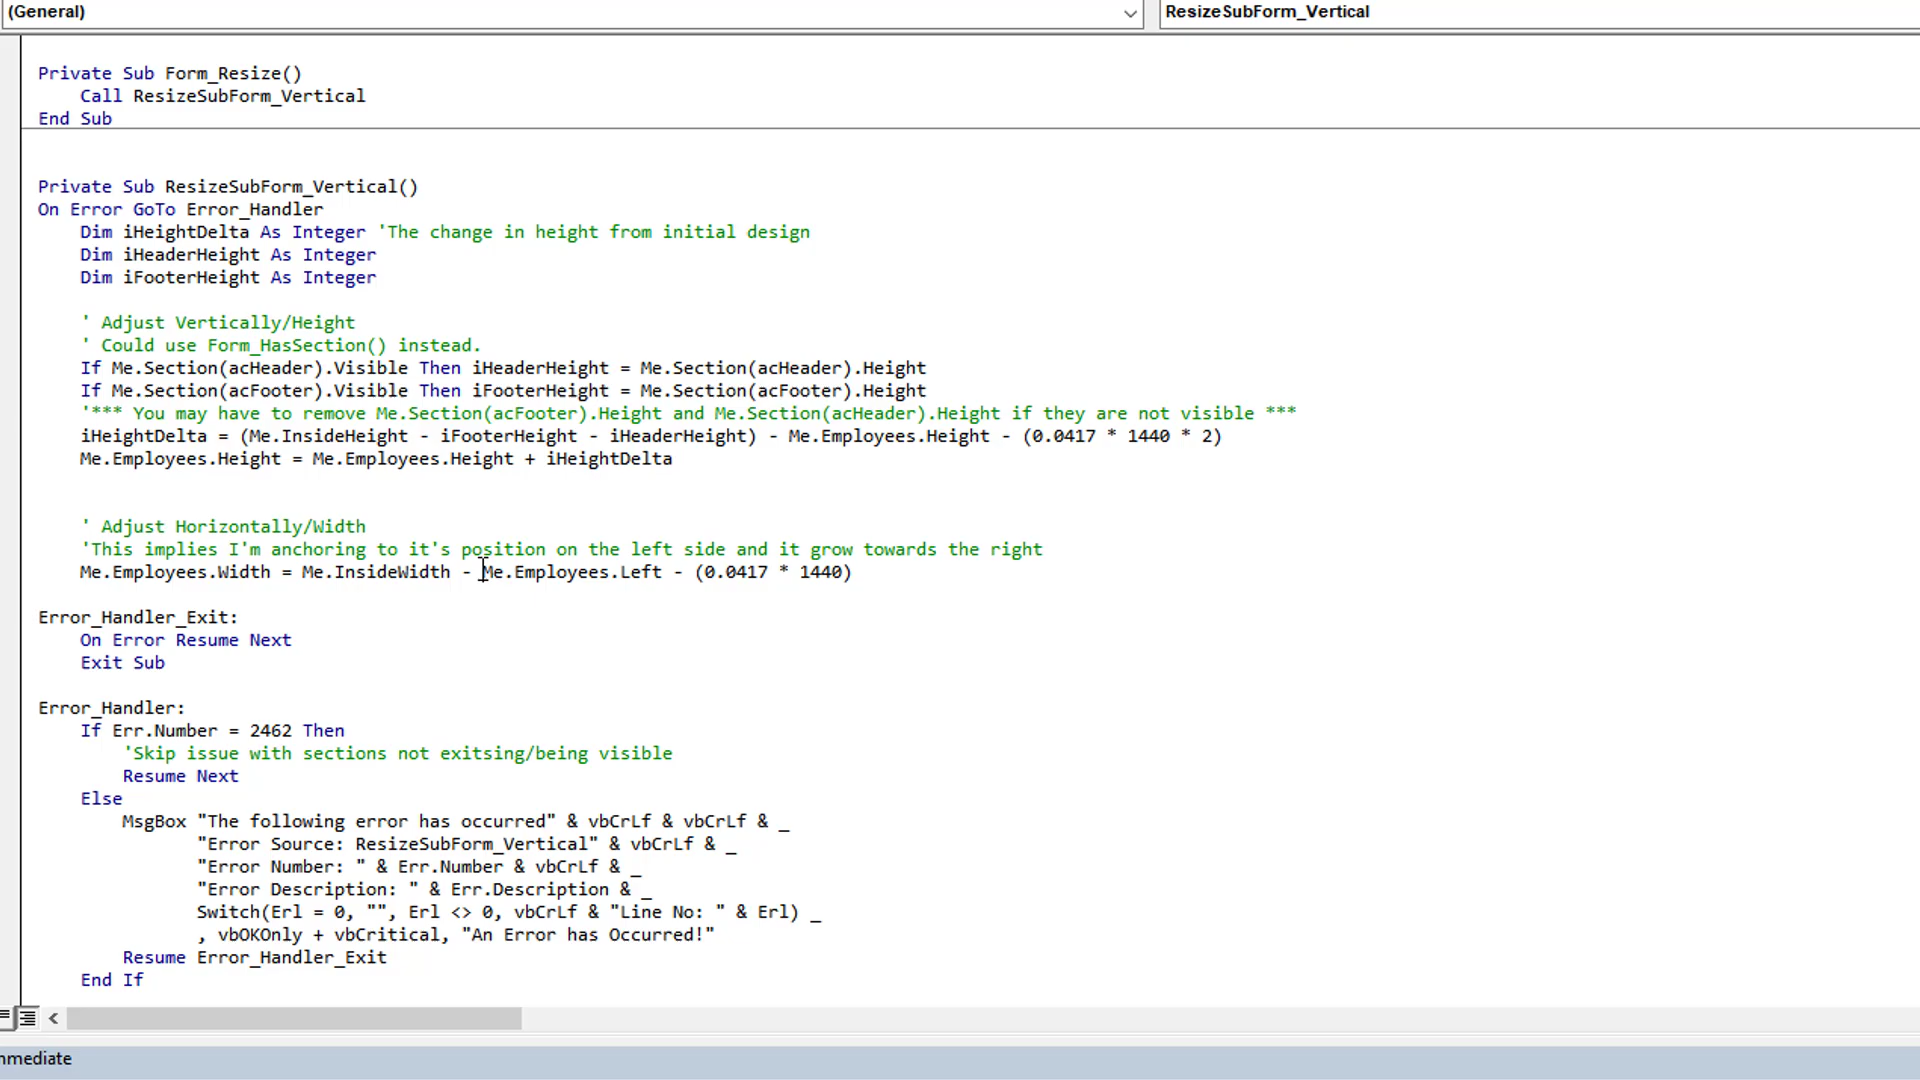 (General)
ResizeSubForm_Vertical
Private Sub Form_Resize()
Call ResizeSubForm_Vertical
End Sub
Private Sub ResizeSubForm_Vertical()
On Error GoTo Error_Handler
Dim iHeightDelta As Integer 'The change in height from initial design
Dim iHeaderHeight As Integer
Dim iFooterHeight As Integer
' Adjust Vertically/Height
' Could use Form_HasSection() instead.
If Me.Section(acHeader).Visible Then iHeaderHeight = Me.Section(acHeader).Height
If Me.Section(acFooter).Visible Then iFooterHeight = Me.Section(acFooter).Height
'*** You may have to remove Me.Section(acFooter).Height and Me.Section(acHeader).Height if they are not visible ***
iHeightDelta = (Me.InsideHeight - iFooterHeight - iHeaderHeight) - Me.Employees.Height - (0.0417 * 1440 * 2)
Me.Employees.Height = Me.Employees.Height + iHeightDelta
' Adjust Horizontally/Width
'This implies I'm anchoring to it's position on the left side and it grow towards the right
Me.Employees.Width = Me.InsideWidth - Me.Employees.Left - (0.0417 * 1440)
Error_Handler_Exit:
On Error Resume Next
Exit Sub
Error_Handler:
If Err.Number = 2462 Then
'Skip issue with sections not exitsing/being visible
Resume Next
Else
MsgBox "The following error has occurred" & vbCrLf & vbCrLf & _
"Error Source: ResizeSubForm_Vertical" & vbCrLf & _
"Error Number: " & Err.Number & vbCrLf & _
"Error Description: " & Err.Description & _
Switch(Erl = 0, "", Erl <> 0, vbCrLf & "Line No: " & Erl) _
, vbOKOnly + vbCritical, "An Error has Occurred!"
Resume Error_Handler_Exit
End If
mmediate